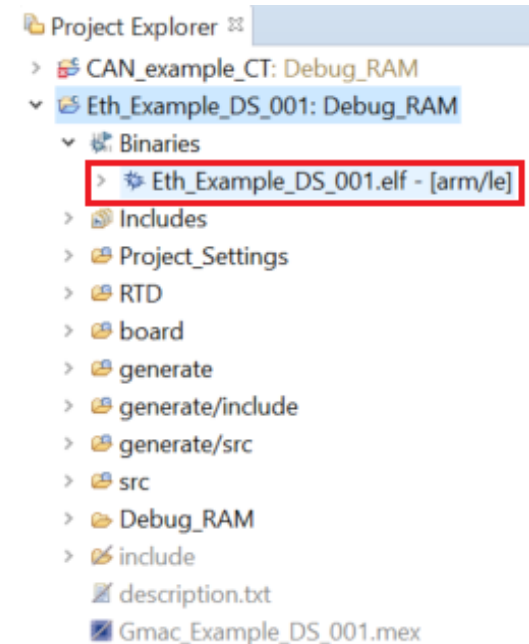 Project Explorer
CAN_example_CT: Debug_RAM
Eth_Example_DS_001: Debug_RAM
Binaries
Eth_Example_DS_001.elf - [arm/le]
Includes
Project_Settings
RTD
board
generate
generate/include
generate/src
src
Debug_RAM
include
description.txt
Gmac_Example_DS_001.mex